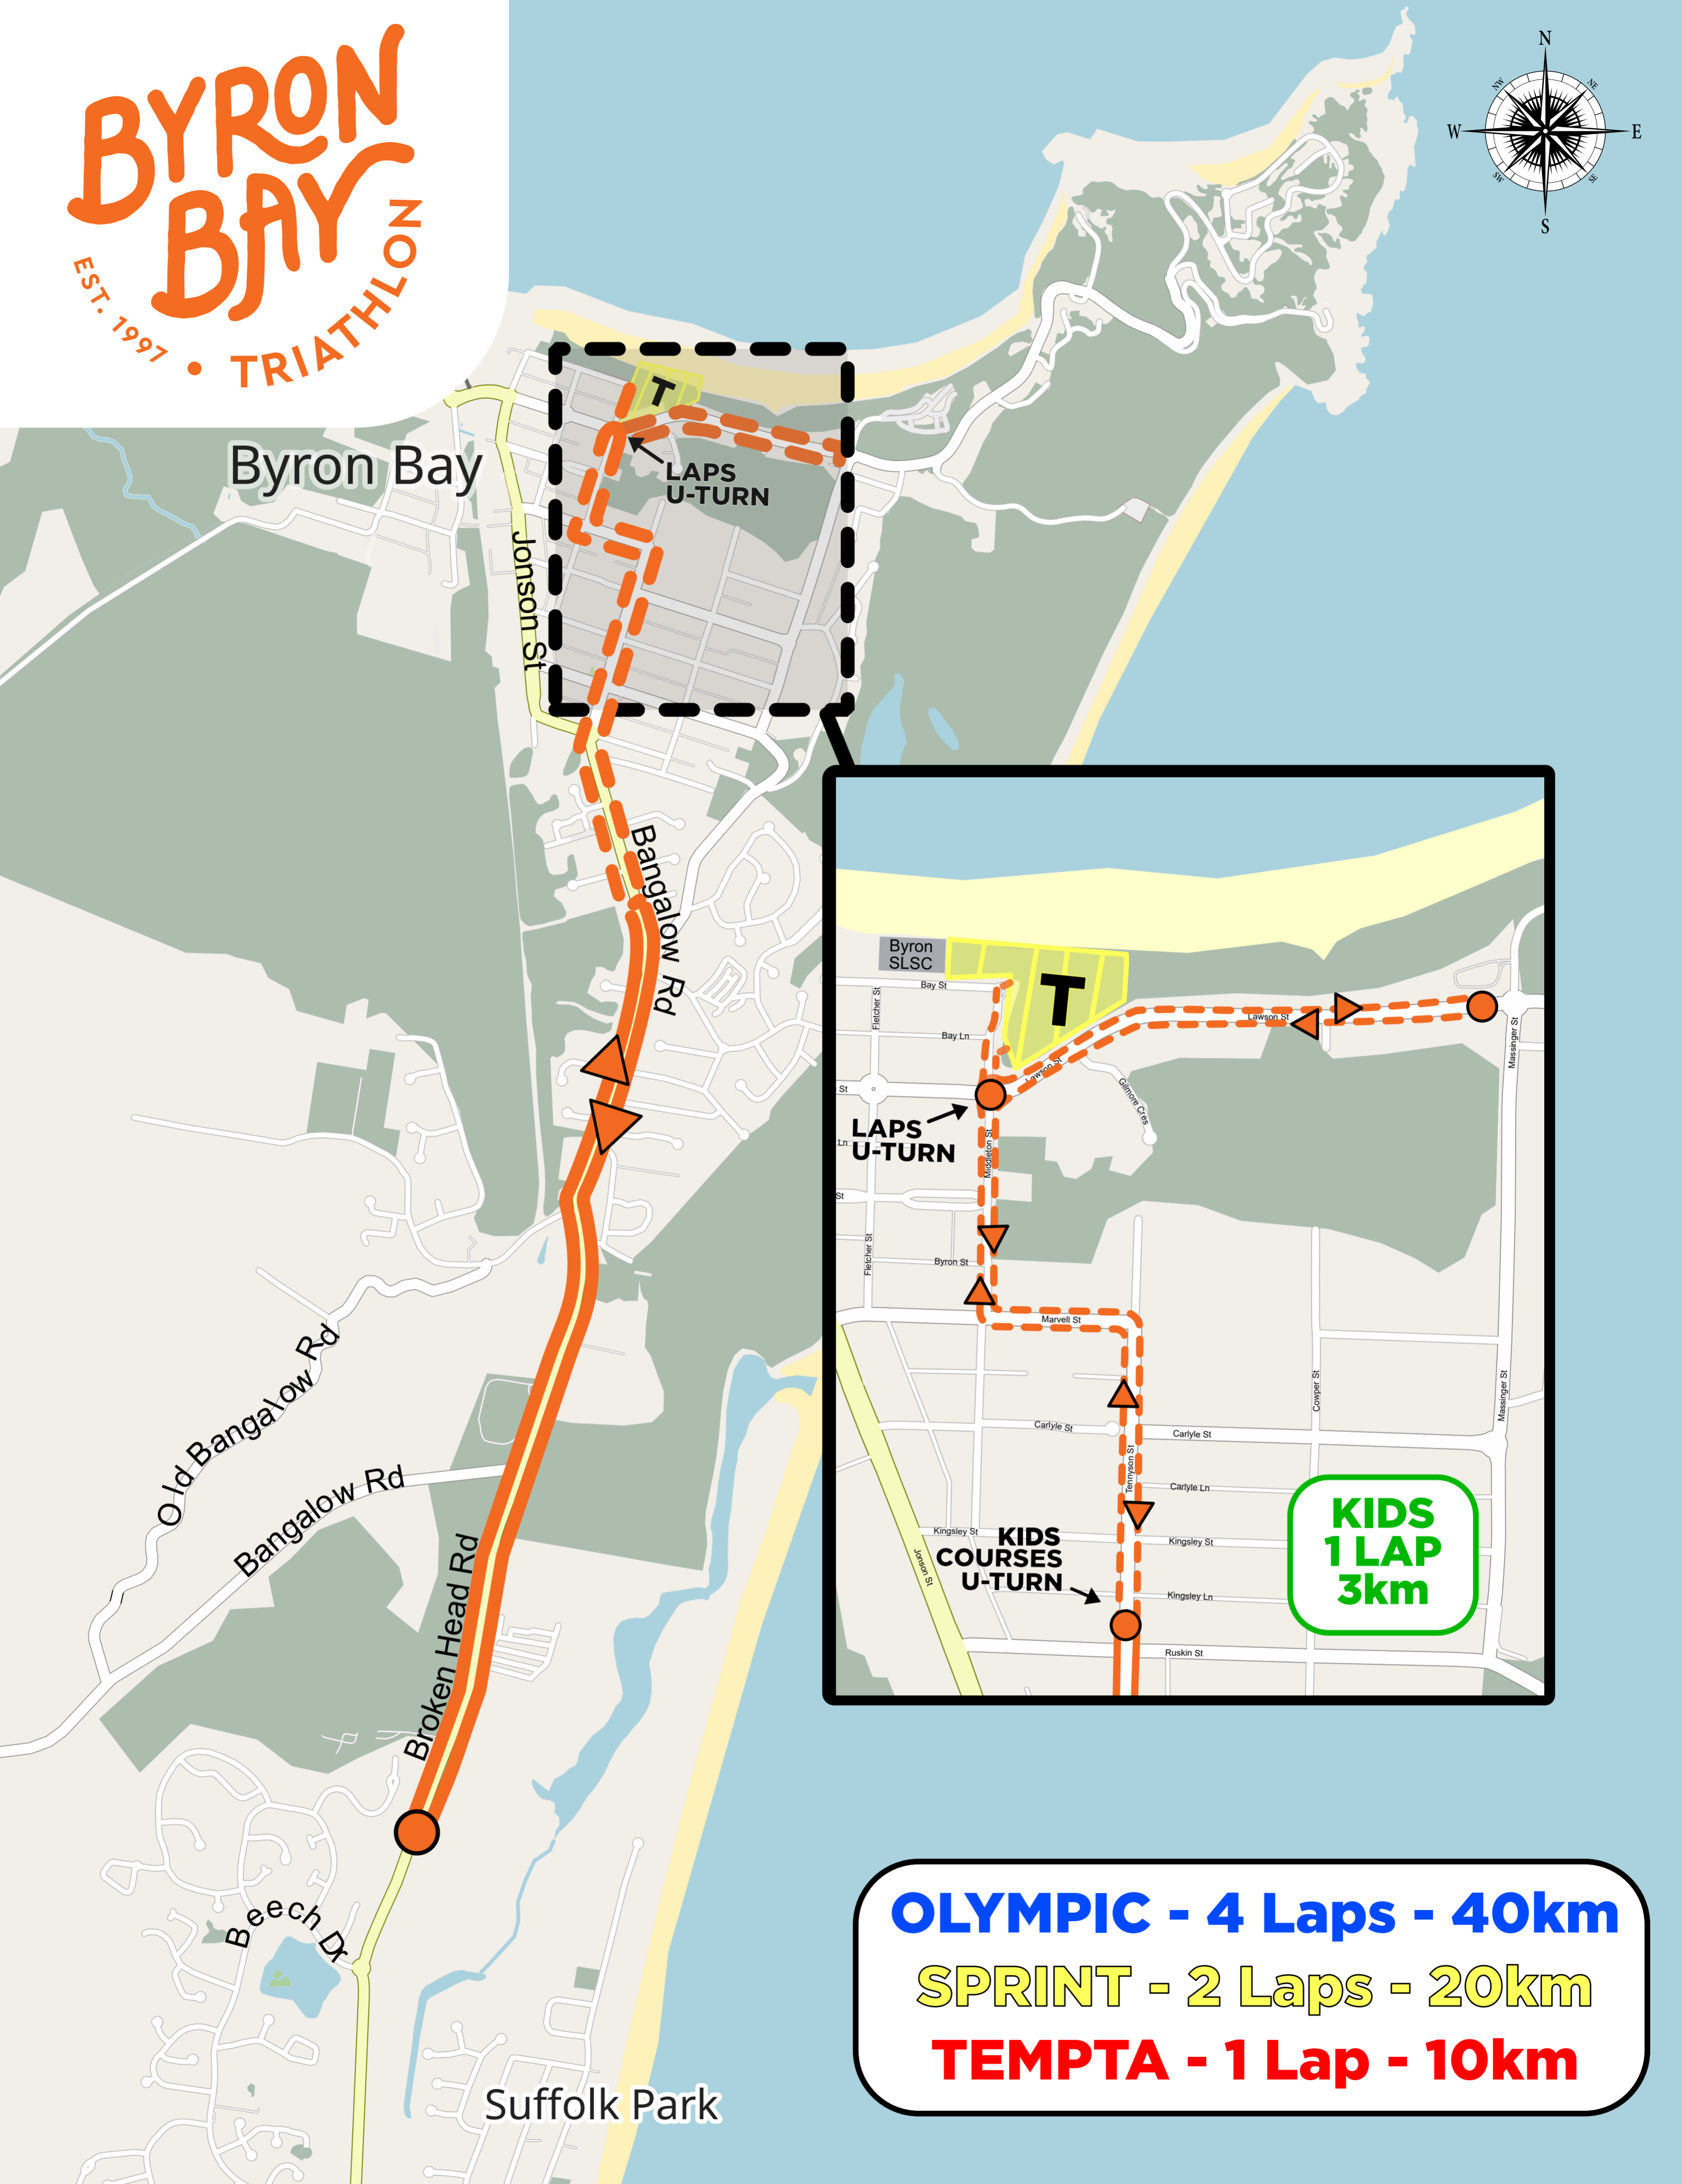 BYRON
BAY
EST. 1997 • TRIATHLON
N
NE
E
SE
S
SW
W
NW
Byron Bay
T
LAPS
U-TURN
Jonson St
Bangalow Rd
Old Bangalow Rd
Bangalow Rd
Broken Head Rd
Beech Dr
Suffolk Park
Byron
SLSC
T
Bay St
Fletcher St
Bay Ln
Lawson St
Lawson St
Massinger St
St
Gilmore Cres
LAPS
U-TURN
Ln
Middleton St
St
Fletcher St
Byron St
Marvell St
Cowper St
Massinger St
Carlyle St
Carlyle St
Tennyson St
Carlyle Ln
Kingsley St
Kingsley St
Jonson St
KIDS
COURSES
U-TURN
Kingsley Ln
Ruskin St
KIDS
1 LAP
3km
OLYMPIC - 4 Laps - 40km
SPRINT - 2 Laps - 20km
TEMPTA - 1 Lap - 10km